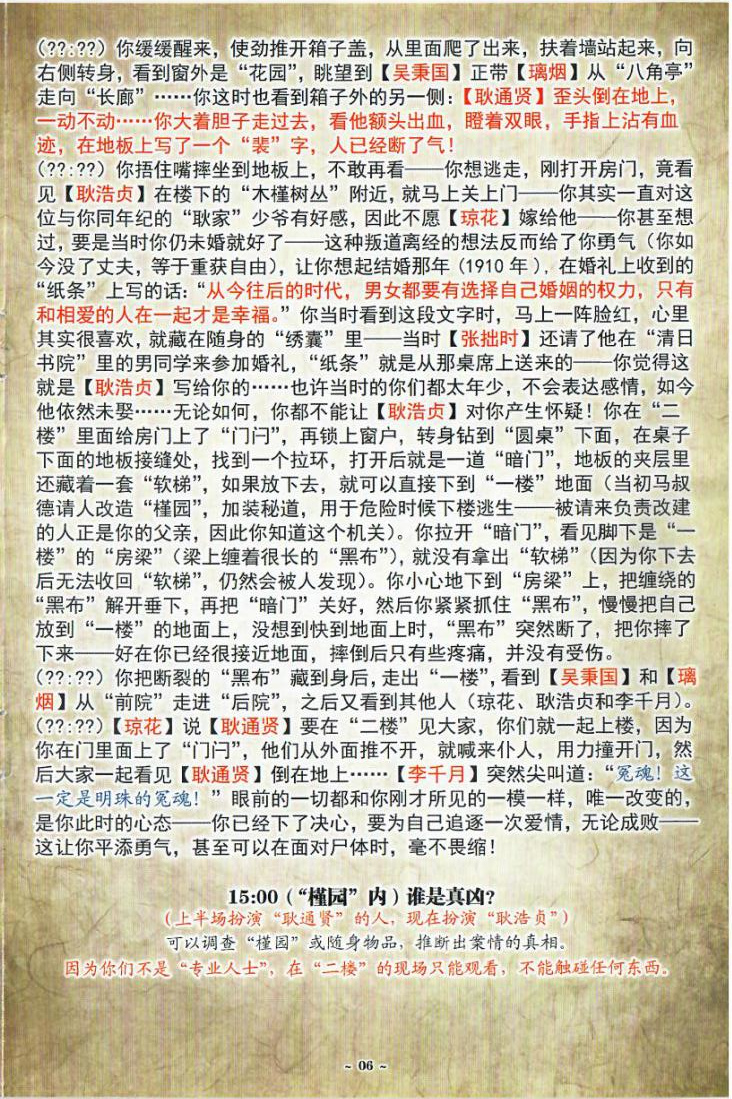 (??:??) 你缓缓醒来，使劲推开箱子盖，从里面爬了出来，扶着墙站起来，向
右侧转身，看到窗外是“花园”，眺望到【吴秉国】正带【璃烟】从“八角亭”
走向“长廊”……你这时也看到箱子外的另一侧：【耿通贤】歪头倒在地上，
一动不动……你大着胆子走过去，看他额头出血，瞪着双眼，手指上沾有血
迹，在地板上写了一个“裴”字，人已经断了气！
(??:??) 你捂住嘴摔坐到地板上，不敢再看——你想逃走，刚打开房门，竟看
见【耿浩贞】在楼下的“木槿树丛”附近，就马上关上门——你其实一直对这
位与你同年纪的“耿家”少爷有好感，因此不愿【琼花】嫁给他——你甚至想
过，要是当时你仍未婚就好了——这种叛道离经的想法反而给了你勇气（你如
今没了丈夫，等于重获自由），让你想起结婚那年（1910 年），在婚礼上收到的
“纸条”上写的话：“从今往后的时代，男女都要有选择自己婚姻的权力，只有
和相爱的人在一起才是幸福。”你当时看到这段文字时，马上一阵脸红，心里
其实很喜欢，就藏在随身的“绣囊”里——当时【张拙时】还请了他在“清日
书院”里的男同学来参加婚礼，“纸条”就是从那桌席上送来的——你觉得这
就是【耿浩贞】写给你的……也许当时的你们都太年少，不会表达感情，如今
他依然未娶……无论如何，你都不能让【耿浩贞】对你产生怀疑！你在“二
楼”里面给房门上了“门闩”，再锁上窗户，转身钻到“圆桌”下面，在桌子
下面的地板接缝处，找到一个拉环，打开后就是一道“暗门”，地板的夹层里
还藏着一套“软梯”，如果放下去，就可以直接下到“一楼”地面（当初马叔
德请人改造“槿园”，加装秘道，用于危险时候下楼逃生——被请来负责改建
的人正是你的父亲，因此你知道这个机关）。你拉开“暗门”，看见脚下是“一
楼”的“房梁”（梁上缠着很长的“黑布”），就没有拿出“软梯”（因为你下去
后无法收回“软梯”，仍然会被人发现）。你小心地下到“房梁”上，把缠绕的
“黑布”解开垂下，再把“暗门”关好，然后你紧紧抓住“黑布”，慢慢把自己
放到“一楼”的地面上，没想到快到地面上时，“黑布”突然断了，把你摔了
下来——好在你已经很接近地面，摔倒后只有些疼痛，并没有受伤。
(??:??) 你把断裂的“黑布”藏到身后，走出“一楼”，看到【吴秉国】和【璃
烟】从“前院”走进“后院”，之后又看到其他人（琼花、耿浩贞和李千月）。
(??:??)【琼花】说【耿通贤】要在“二楼”见大家，你们就一起上楼，因为
你在门里面上了“门闩”，他们从外面推不开，就喊来仆人，用力撞开门，然
后大家一起看见【耿通贤】倒在地上……【李千月】突然尖叫道：“冤魂！这
一定是明珠的冤魂！”眼前的一切都和你刚才所见的一模一样，唯一改变的，
是你此时的心态——你已经下了决心，要为自己追逐一次爱情，无论成败——
这让你平添勇气，甚至可以在面对尸体时，毫不畏缩！
15:00（“槿园”内）谁是真凶？
（上半场扮演“耿通贤”的人，现在扮演“耿浩贞”）
可以调查“槿园”或随身物品，推断出案情的真相。
因为你们不是“专业人士”，在“二楼”的现场只能观看，不能触碰任何东西。
~ 06 ~